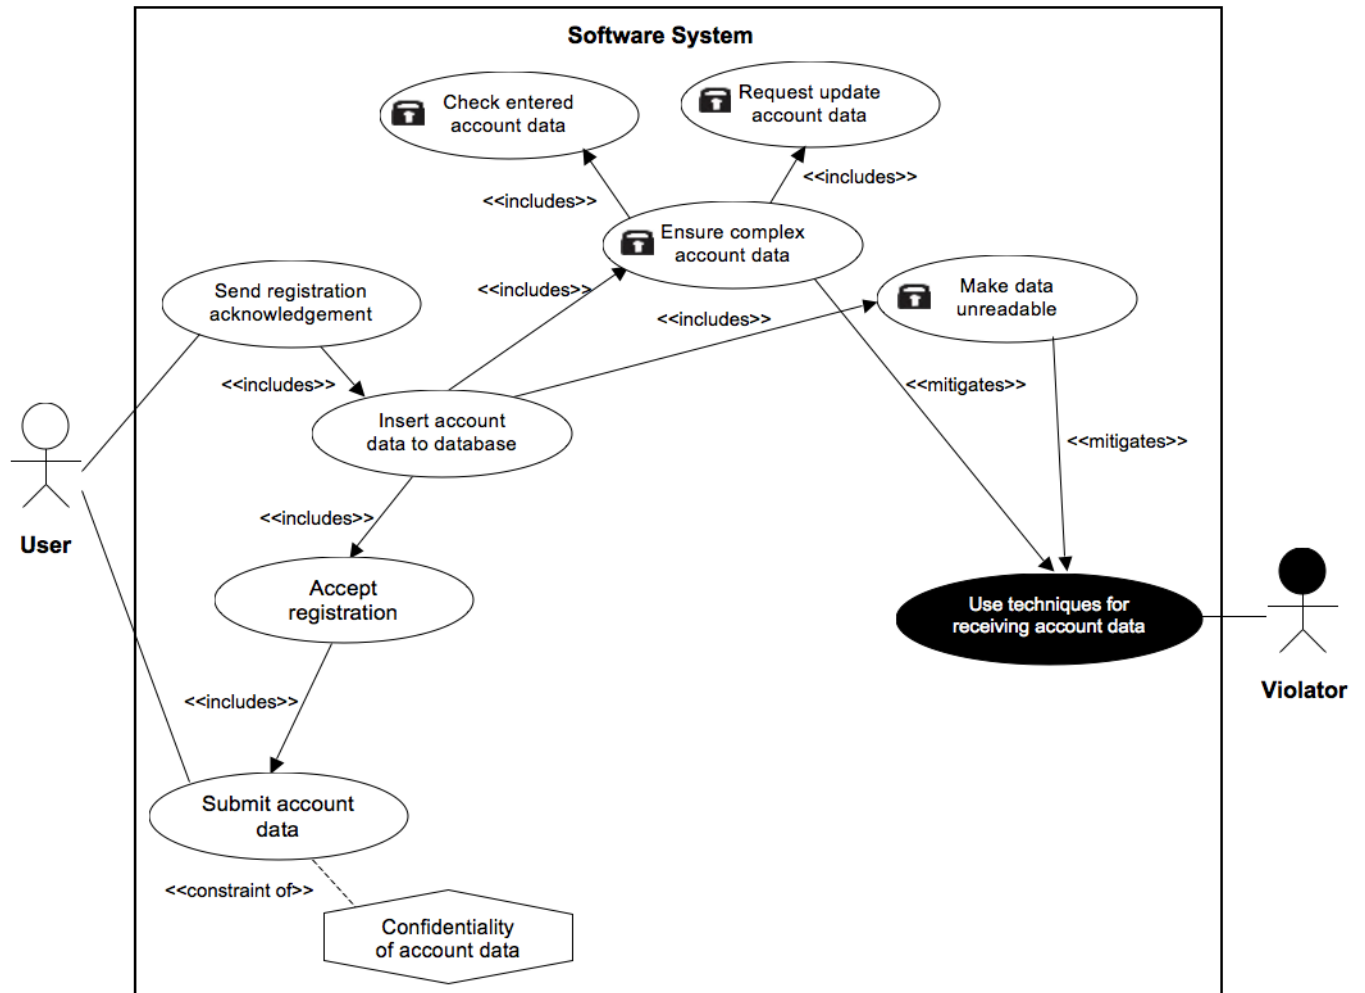 Software System
Check entered
account data
Request update
account data
<<includes>>
<<includes>>
Ensure complex
account data
Send registration
acknowledgement
<<includes>>
<<includes>>
Make data
unreadable
<<includes>>
<<mitigates>>
Insert account
data to database
<<mitigates>>
<<includes>>
User
Accept
registration
Use techniques for
receiving account data
Violator
<<includes>>
Submit account
data
<<constraint of>>
Confidentiality
of account data